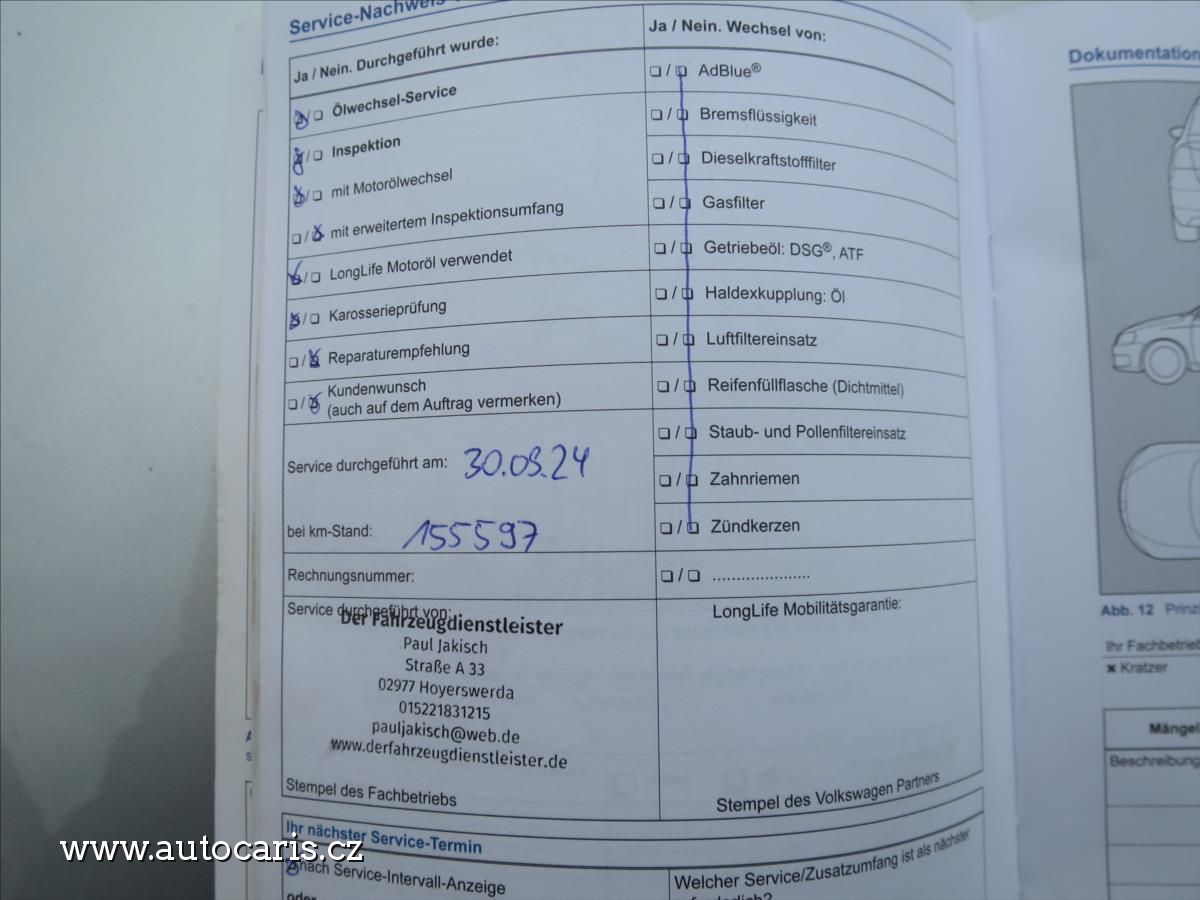 Service-Nachweis
Ja / Nein. Durchgeführt wurde:
Ölwechsel-Service
Inspektion
mit Motorölwechsel
mit erweitertem Inspektionsumfang
LongLife Motoröl verwendet
Karosserieprüfung
Reparaturempfehlung
Kundenwunsch
(auch auf dem Auftrag vermerken)
Service durchgeführt am: 30.09.24
bei km-Stand: 155597
Rechnungsnummer:
Service durchgeführt von:
Der Fahrzeugdienstleister
Paul Jakisch
Straße A 33
02977 Hoyerswerda
015221831215
pauljakisch@web.de
www.derfahrzeugdienstleister.de
Stempel des Fachbetriebs
Ja / Nein. Wechsel von:
AdBlue®
Bremsflüssigkeit
Dieselkraftstofffilter
Gasfilter
Getriebeöl: DSG®, ATF
Haldexkupplung: Öl
Luftfiltereinsatz
Reifenfüllflasche (Dichtmittel)
Staub- und Pollenfiltereinsatz
Zahnriemen
Zündkerzen
.....................
LongLife Mobilitätsgarantie:
Stempel des Volkswagen Partners
Ihr nächster Service-Termin
nach Service-Intervall-Anzeige
oder
Welcher Service/Zusatzumfang ist als nächster
Dokumentation
Abb. 12
Ihr Fachbetrieb
× Kratzer
Mängel
Beschreibung
www.autocaris.cz